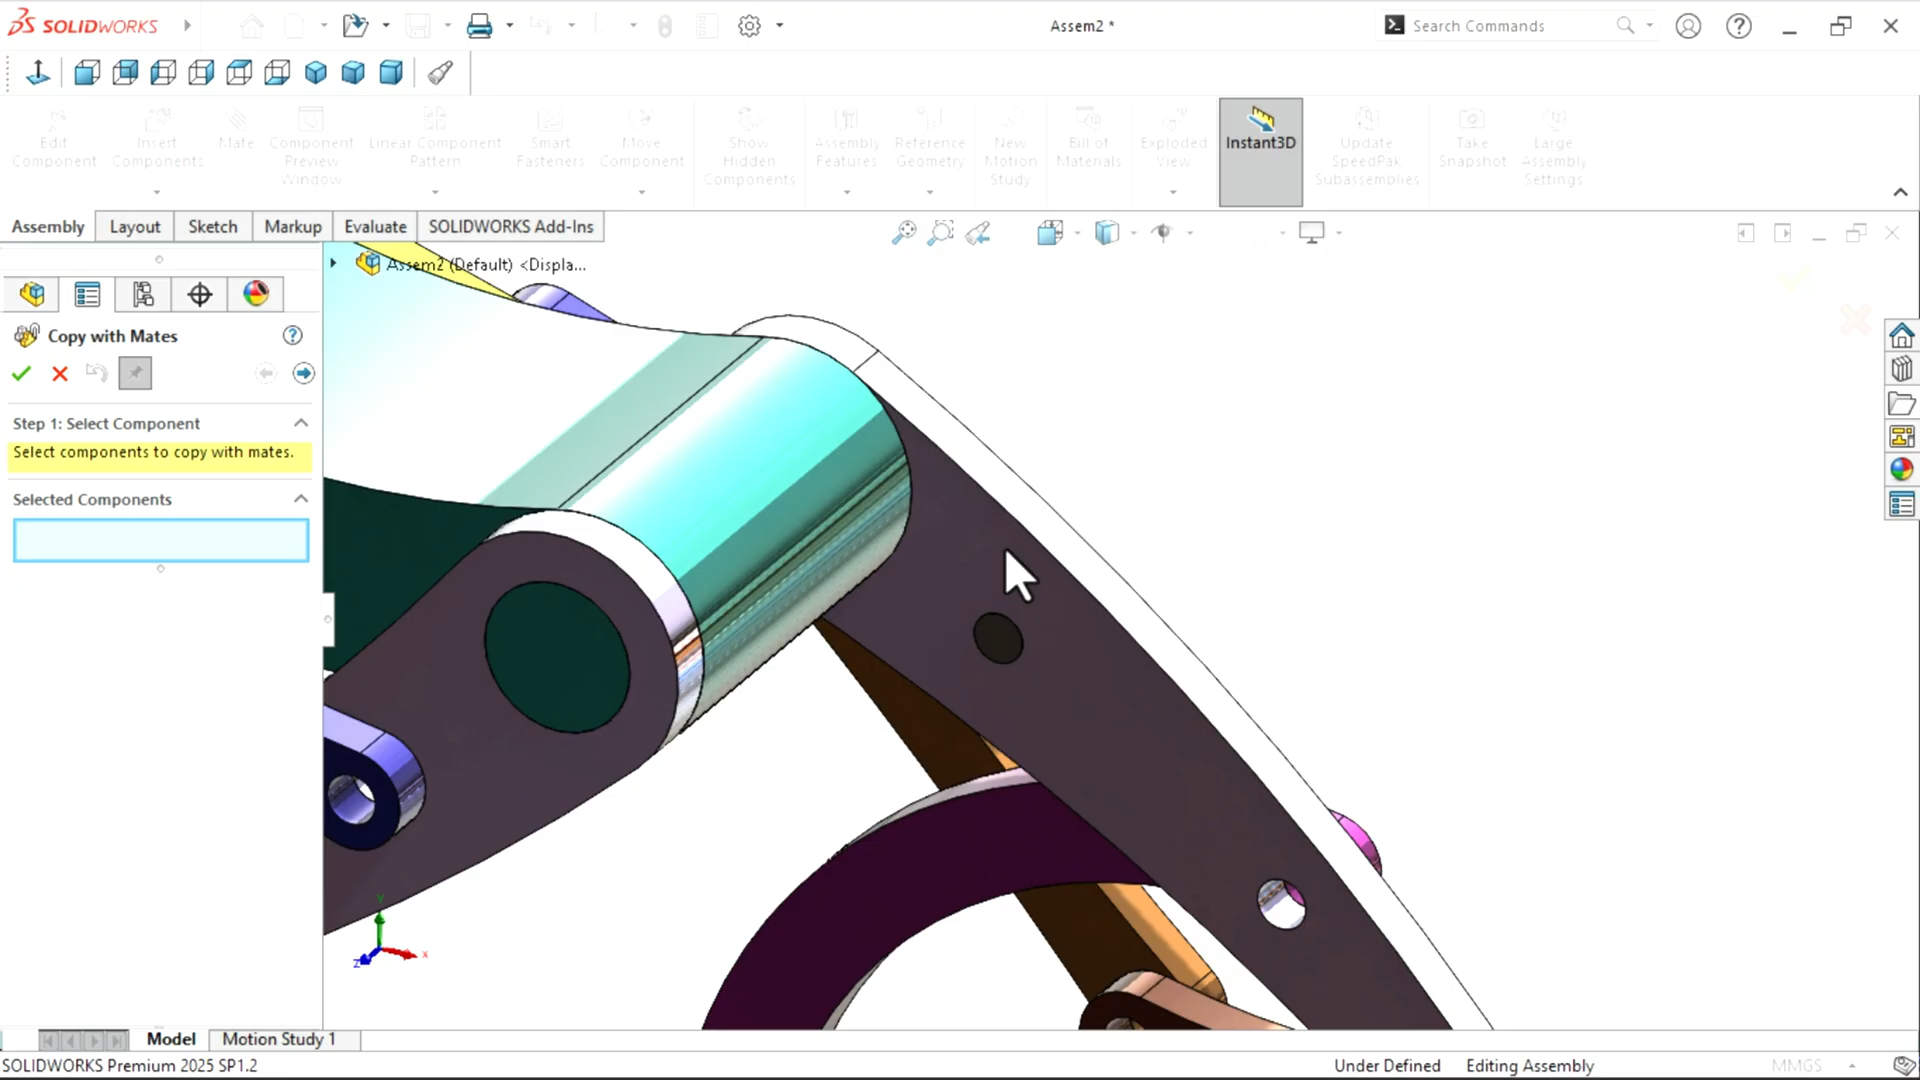 SOLIDWORKS
Assem2 *
Search Commands
Edit Component
Insert Components
Mate
Component Preview Window
Linear Component Pattern
Smart Fasteners
Move Component
Show Hidden Components
Assembly Features
Reference Geometry
New Motion Study
Bill of Materials
Exploded View
Instant3D
Update SpeedPak Subassemblies
Take Snapshot
Large Assembly Settings
Assembly
Layout
Sketch
Markup
Evaluate
SOLIDWORKS Add-Ins
Assem2 (Default) <Displa...
Copy with Mates
Step 1: Select Component
Select components to copy with mates.
Selected Components
Y
X
Z
Model
Motion Study 1
SOLIDWORKS Premium 2025 SP1.2
Under Defined
Editing Assembly
MMGS